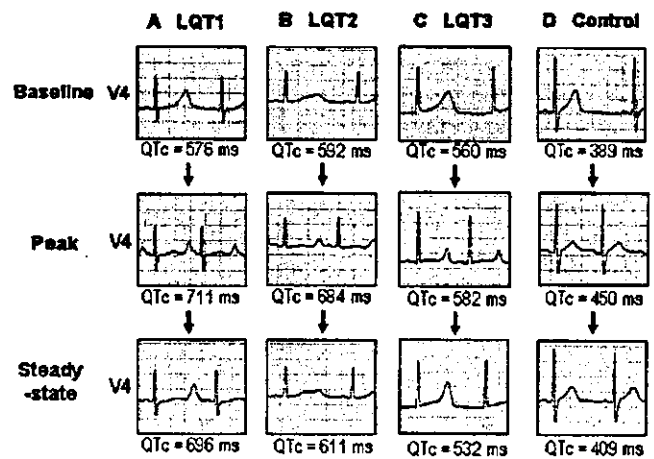 A LQT1 B LQT2 C LQT3 D Control
Baseline V4
QTc = 576 ms QTc = 592 ms QTc = 560 ms QTc = 389 ms
Peak V4
QTc = 711 ms QTc = 684 ms QTc = 582 ms QTc = 450 ms
Steady
-state V4
QTc = 696 ms QTc = 611 ms QTc = 532 ms QTc = 409 ms